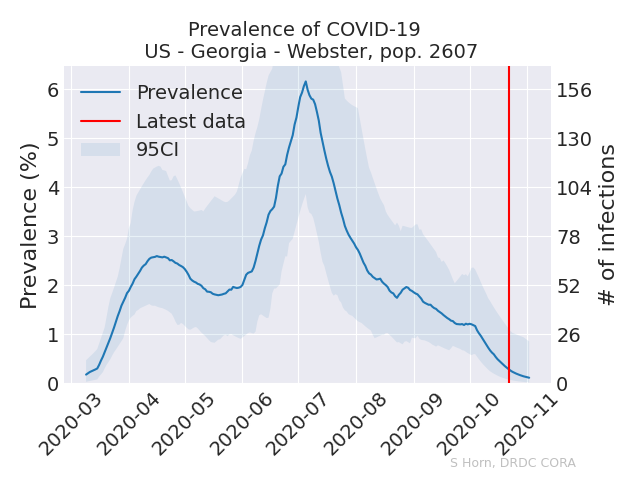 Prevalence of COVID-19
US - Georgia - Webster, pop. 2607
Prevalence (%)
# of infections
Prevalence
Latest data
95CI
6
5
4
3
2
1
0
156
130
104
78
52
26
0
2020-03
2020-04
2020-05
2020-06
2020-07
2020-08
2020-09
2020-10
2020-11
S Horn, DRDC CORA